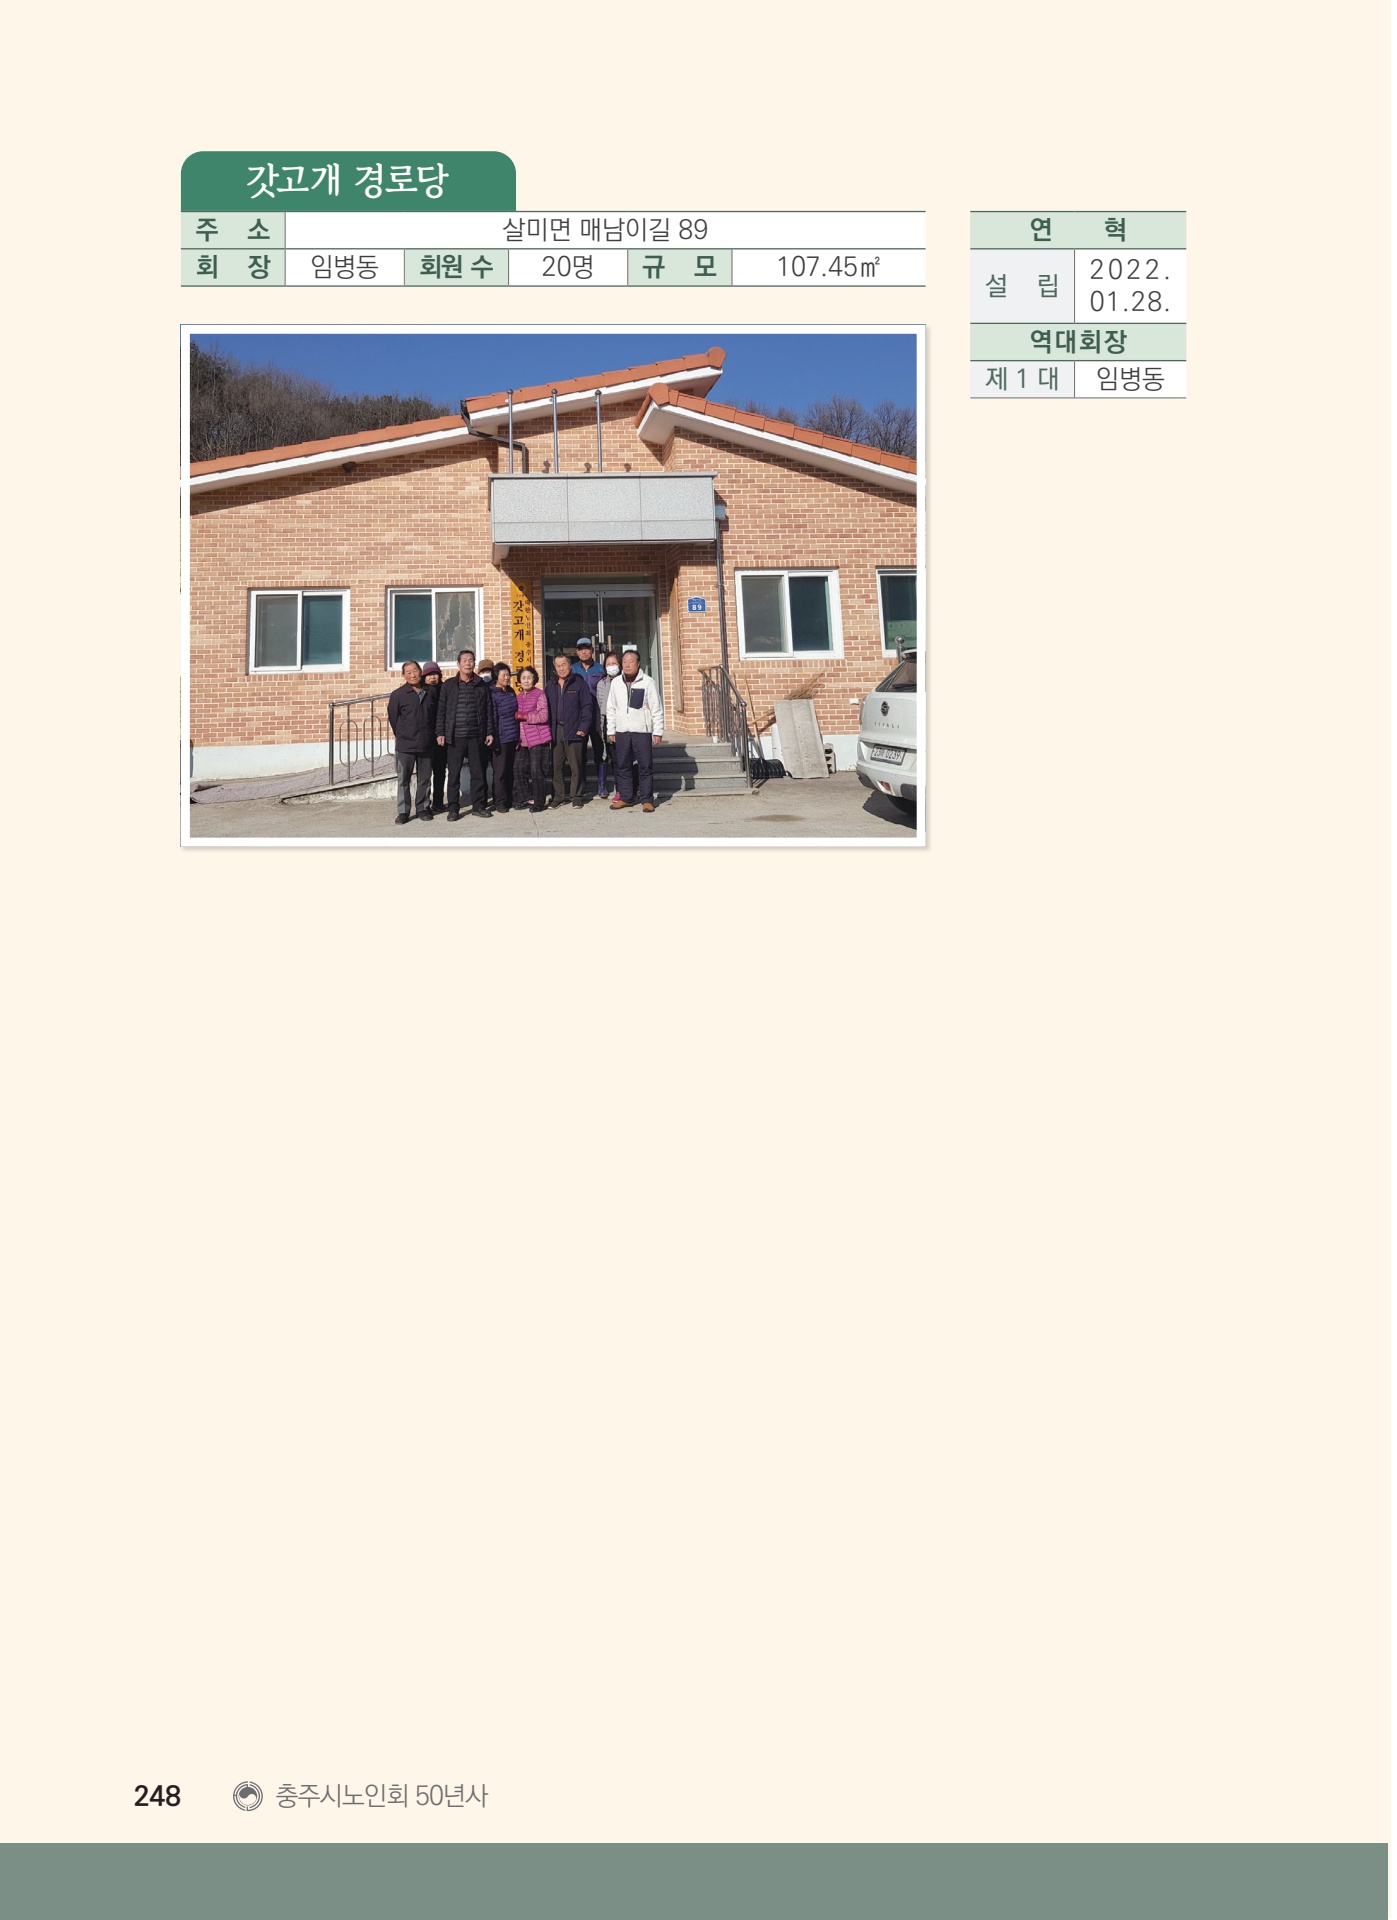 갓고개 경로당
주 소 살미면 매남이길 89
회 장 임병동 회원 수 20명 규 모 107.45㎡
연 혁
설 립 2022.
01.28.
역대회장
제 1 대 임병동
갓고개 경
89
248 충주시노인회 50년사